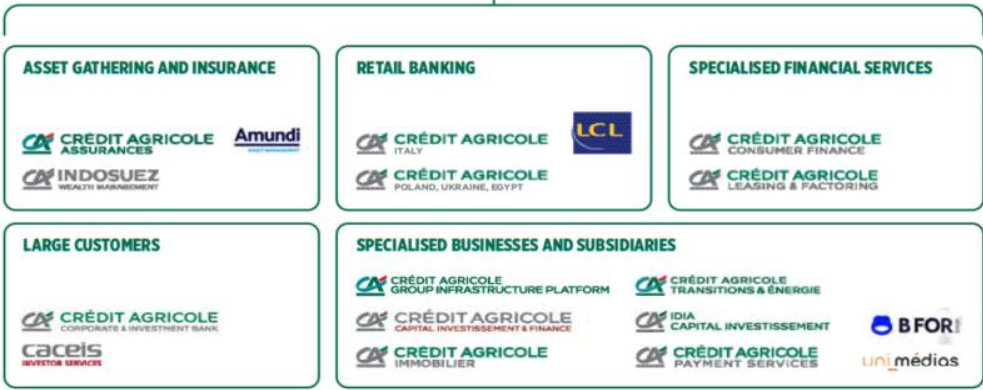 ASSET GATHERING AND INSURANCE
CRÉDIT AGRICOLE
ASSURANCES
Amundi
ASSET MANAGEMENT
INDOSUEZ
WEALTH MANAGEMENT
RETAIL BANKING
CRÉDIT AGRICOLE
ITALY
LCL
CRÉDIT AGRICOLE
POLAND, UKRAINE, EGYPT
SPECIALISED FINANCIAL SERVICES
CRÉDIT AGRICOLE
CONSUMER FINANCE
CRÉDIT AGRICOLE
LEASING & FACTORING
LARGE CUSTOMERS
CRÉDIT AGRICOLE
CORPORATE & INVESTMENT BANK
caceis
INVESTOR SERVICES
SPECIALISED BUSINESSES AND SUBSIDIARIES
CRÉDIT AGRICOLE
GROUP INFRASTRUCTURE PLATFORM
CRÉDIT AGRICOLE
TRANSITIONS & ÉNERGIE
CRÉDIT AGRICOLE
CAPITAL INVESTISSEMENT & FINANCE
IDIA
CAPITAL INVESTISSEMENT
B FOR
CRÉDIT AGRICOLE
IMMOBILIER
CRÉDIT AGRICOLE
PAYMENT SERVICES
uni_médias